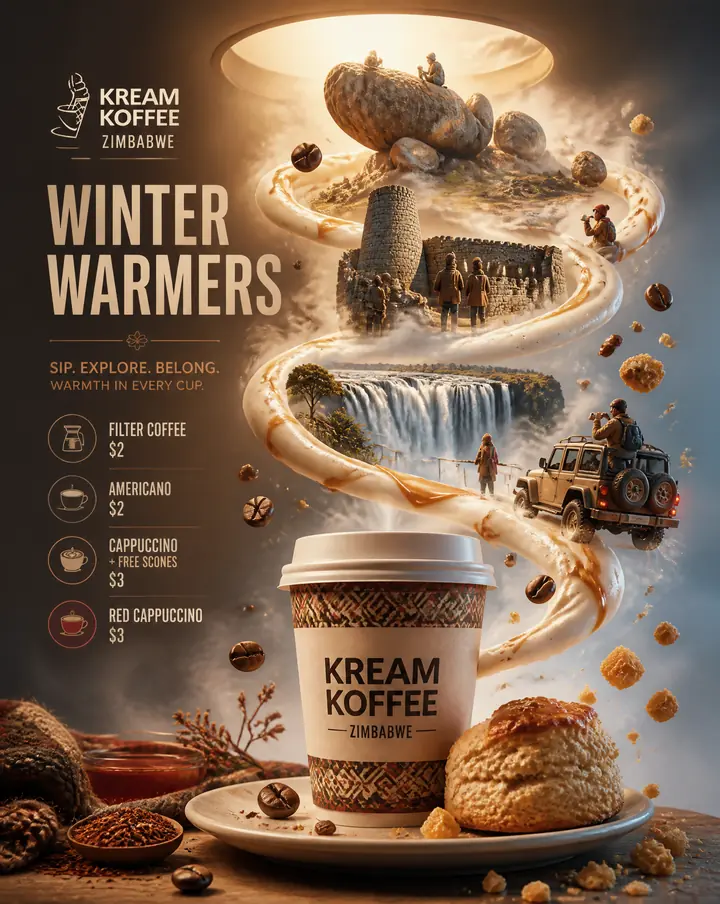 KREAM
KOFFEE
ZIMBABWE
WINTER
WARMERS
SIP. EXPLORE. BELONG.
WARMTH IN EVERY CUP.
FILTER COFFEE
$2
AMERICANO
$2
CAPPUCCINO
+ FREE SCONES
$3
RED CAPPUCCINO
$3
KREAM
KOFFEE
ZIMBABWE